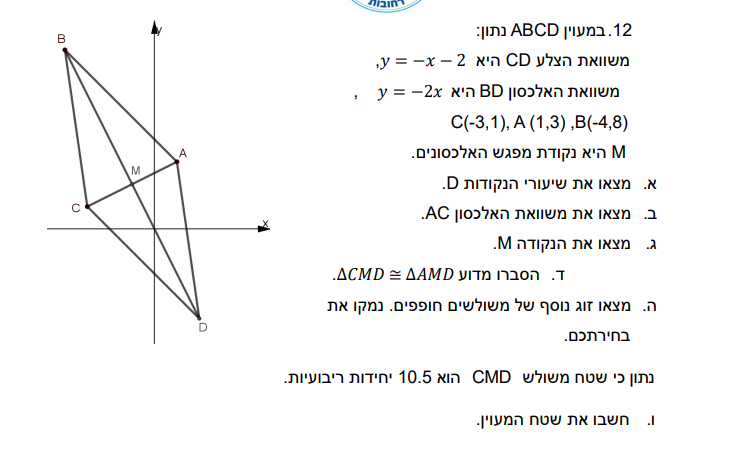 רחובות
12. במעוין ABCD נתון:
משוואת הצלע CD היא y = −x − 2,
משוואת האלכסון BD היא y = −2x ,
C(-3,1), A (1,3) ,B(-4,8)
M היא נקודת מפגש האלכסונים.
א. מצאו את שיעורי הנקודות D.
ב. מצאו את משוואת האלכסון AC.
ג. מצאו את הנקודה M.
ד. הסברו מדוע ΔCMD ≅ ΔAMD.
ה. מצאו זוג נוסף של משולשים חופפים. נמקו את
בחירתכם.
נתון כי שטח משולש CMD הוא 10.5 יחידות ריבועיות.
ו. חשבו את שטח המעוין.
y
B
A
M
C
x
D